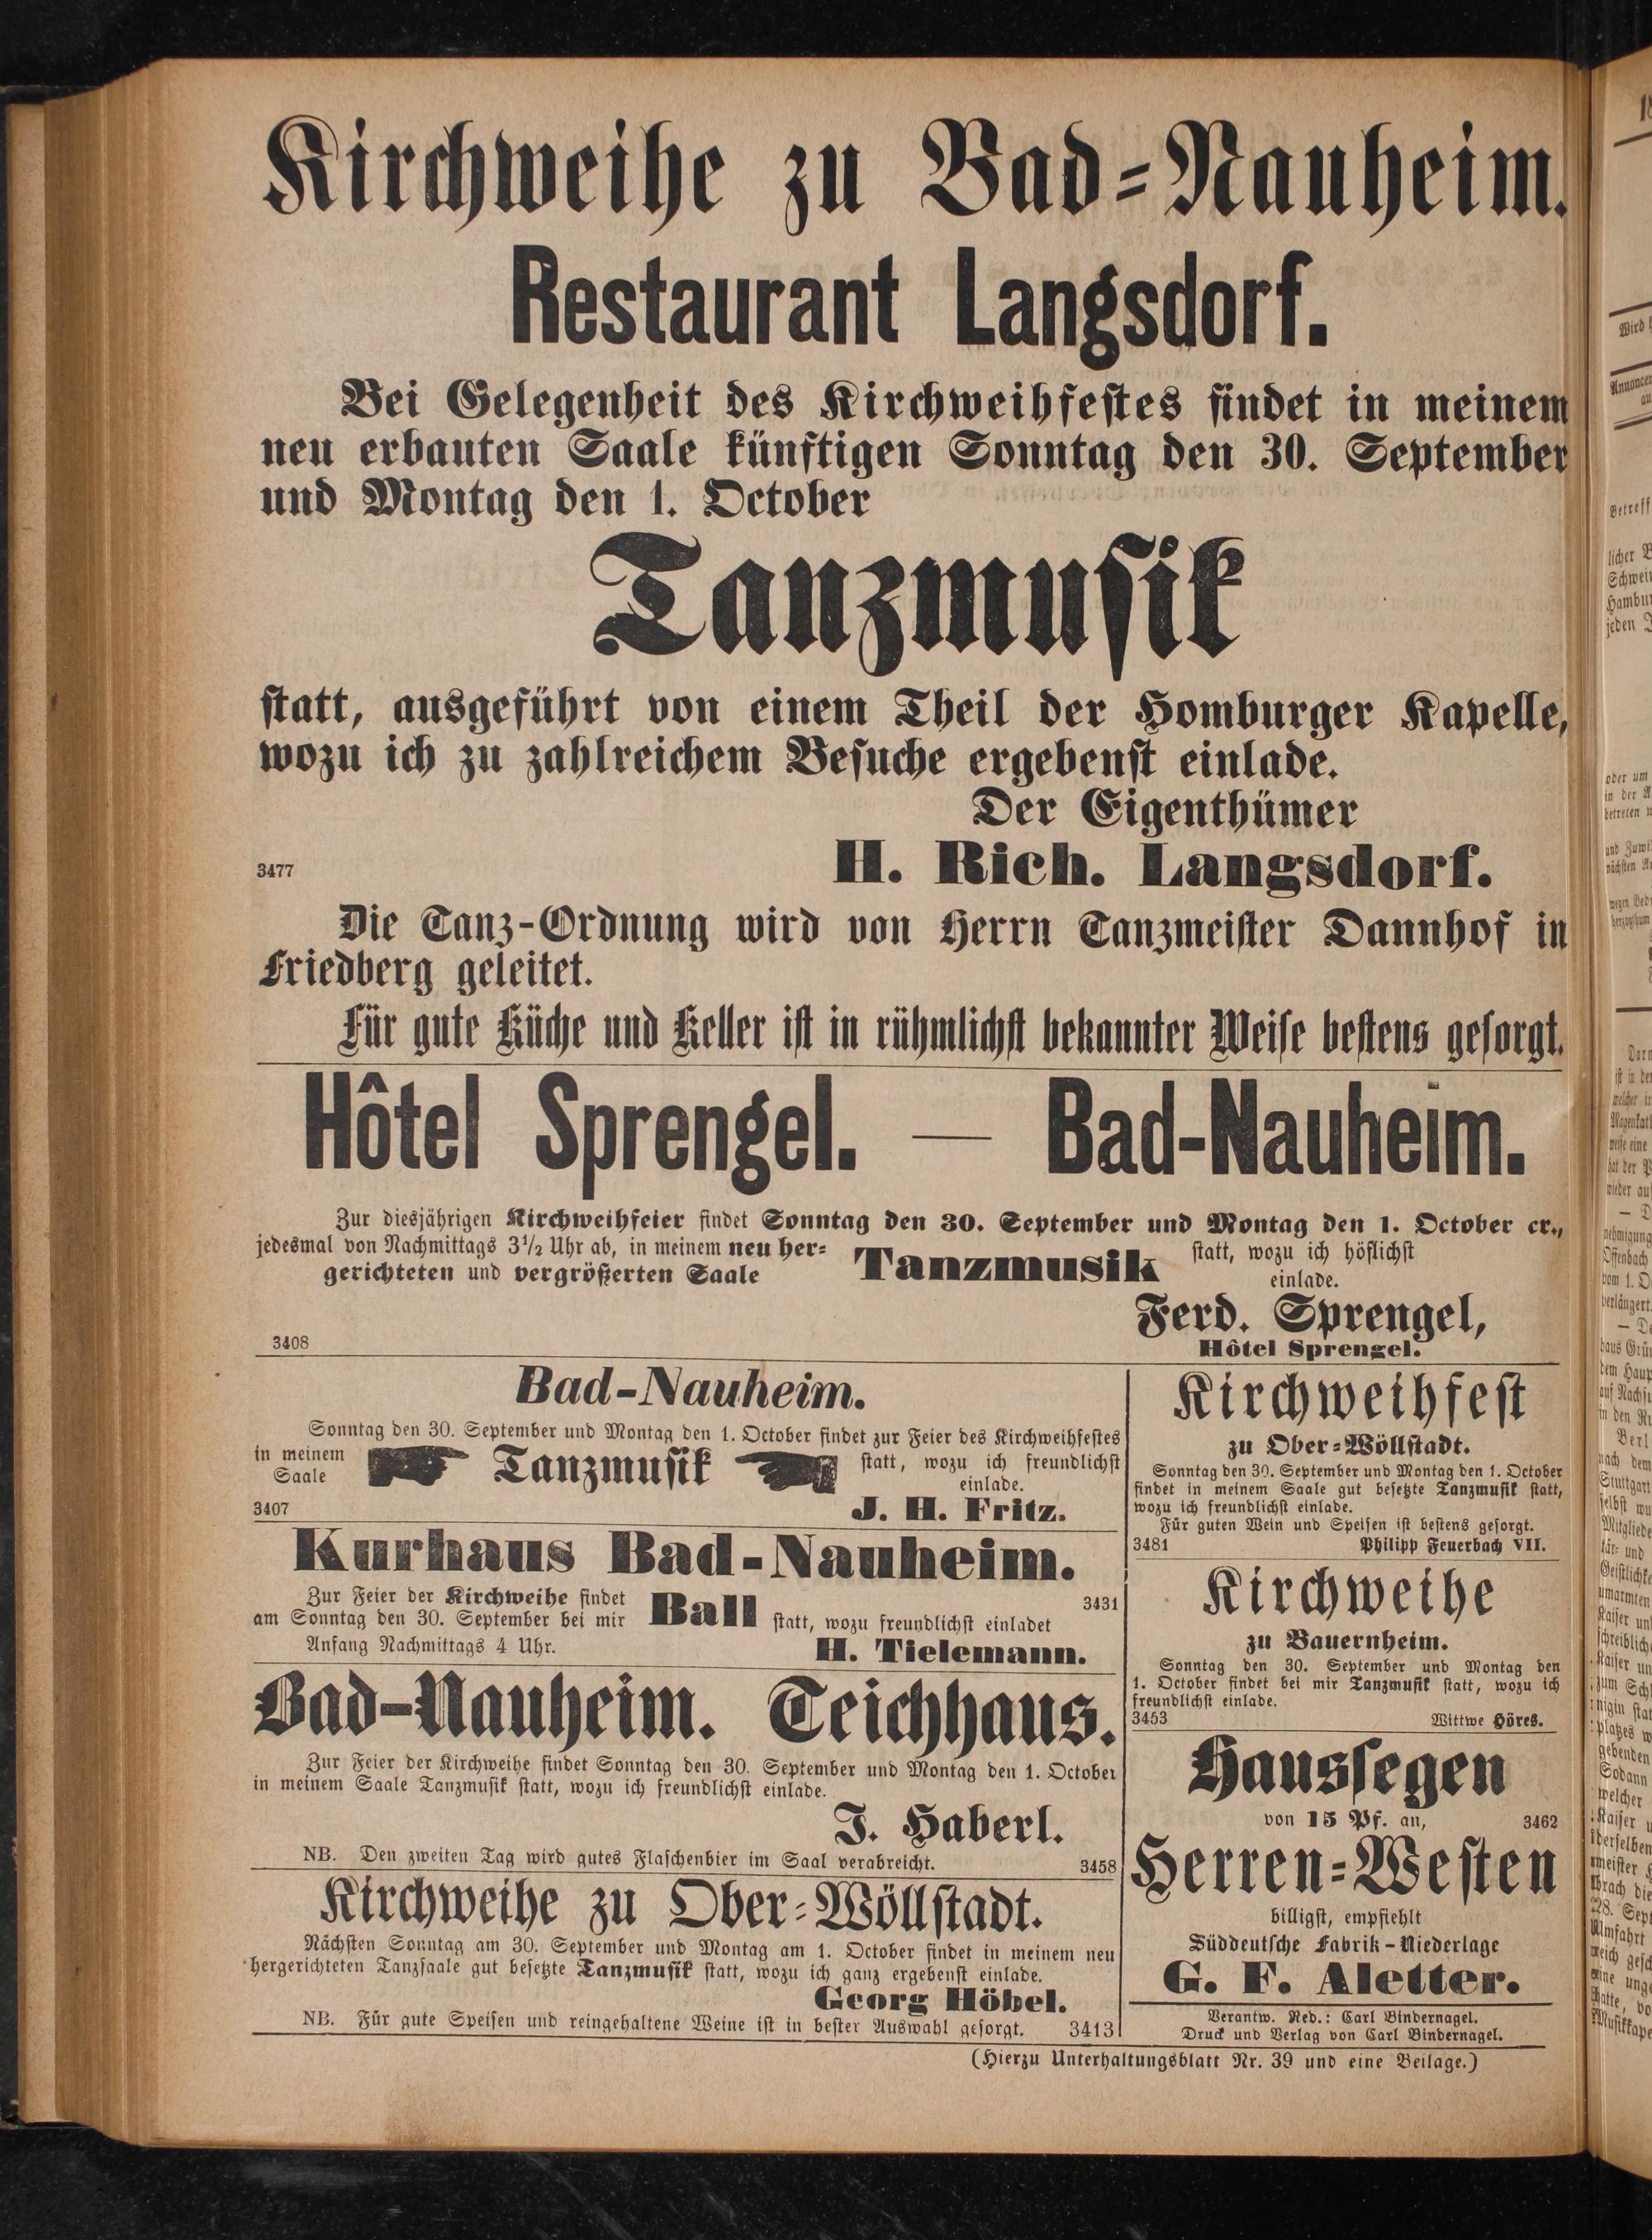 Kirchweihe zu Bad-Nauheim.
Restaurant Langsdorf.
Bei Gelegenheit des Kirchweihfestes findet in meinem
neu erbauten Saale künftigen Sonntag den 30. September
und Montag den 1. October
Tanzmusik
statt, ausgeführt von einem Theil der Homburger Kapelle,
wozu ich zu zahlreichem Besuche ergebenst einlade.
Der Eigenthümer
3477 H. Rich. Langsdorf.
Die Tanz-Ordnung wird von Herrn Tanzmeister Dannhof in
Friedberg geleitet.
Für gute Küche und Keller ist in rühmlichst bekannter Weise bestens gesorgt.
Hôtel Sprengel. — Bad-Nauheim.
Zur diesjährigen Kirchweihfeier findet Sonntag den 30. September und Montag den 1. October cr.,
jedesmal von Nachmittags 3½ Uhr ab, in meinem neu her-
gerichteten und vergrößerten Saale
Tanzmusik
statt, wozu ich höflichst
einlade.
Ferd. Sprengel,
3408 Hôtel Sprengel.
Bad-Nauheim.
Sonntag den 30. September und Montag den 1. October findet zur Feier des Kirchweihfestes
in meinem
Saale
Tanzmusik
statt, wozu ich freundlichst
einlade.
3407 J. H. Fritz.
Kurhaus Bad-Nauheim.
Zur Feier der Kirchweihe findet
am Sonntag den 30. September bei mir
Ball
3431
statt, wozu freundlichst einladet
Anfang Nachmittags 4 Uhr. H. Tielemann.
Bad-Nauheim. Teichhaus.
Zur Feier der Kirchweihe findet Sonntag den 30. September und Montag den 1. October
in meinem Saale Tanzmusik statt, wozu ich freundlichst einlade.
J. Haberl.
NB. Den zweiten Tag wird gutes Flaschenbier im Saal verabreicht. 3458
Kirchweihe zu Ober-Wöllstadt.
Nächsten Sonntag am 30. September und Montag am 1. October findet in meinem neu
hergerichteten Tanzsaale gut besetzte Tanzmusik statt, wozu ich ganz ergebenst einlade.
Georg Höbel.
NB. Für gute Speisen und reingehaltene Weine ist in bester Auswahl gesorgt. 3413
Kirchweihfest
zu Ober-Wöllstadt.
Sonntag den 30. September und Montag den 1. October
findet in meinem Saale gut besetzte Tanzmusik statt,
wozu ich freundlichst einlade.
Für guten Wein und Speisen ist bestens gesorgt.
3481 Philipp Feuerbach VII.
Kirchweihe
zu Bauernheim.
Sonntag den 30. September und Montag den
1. October findet bei mir Tanzmusik statt, wozu ich
freundlichst einlade.
3453 Wittwe Höres.
Haussegen
von 15 Pf. an, 3462
Herren-Westen
billigst, empfiehlt
Süddeutsche Fabrik-Niederlage
G. F. Aletter.
Verantw. Red.: Carl Bindernagel.
Druck und Verlag von Carl Bindernagel.
(Hierzu Unterhaltungsblatt Nr. 39 und eine Beilage.)